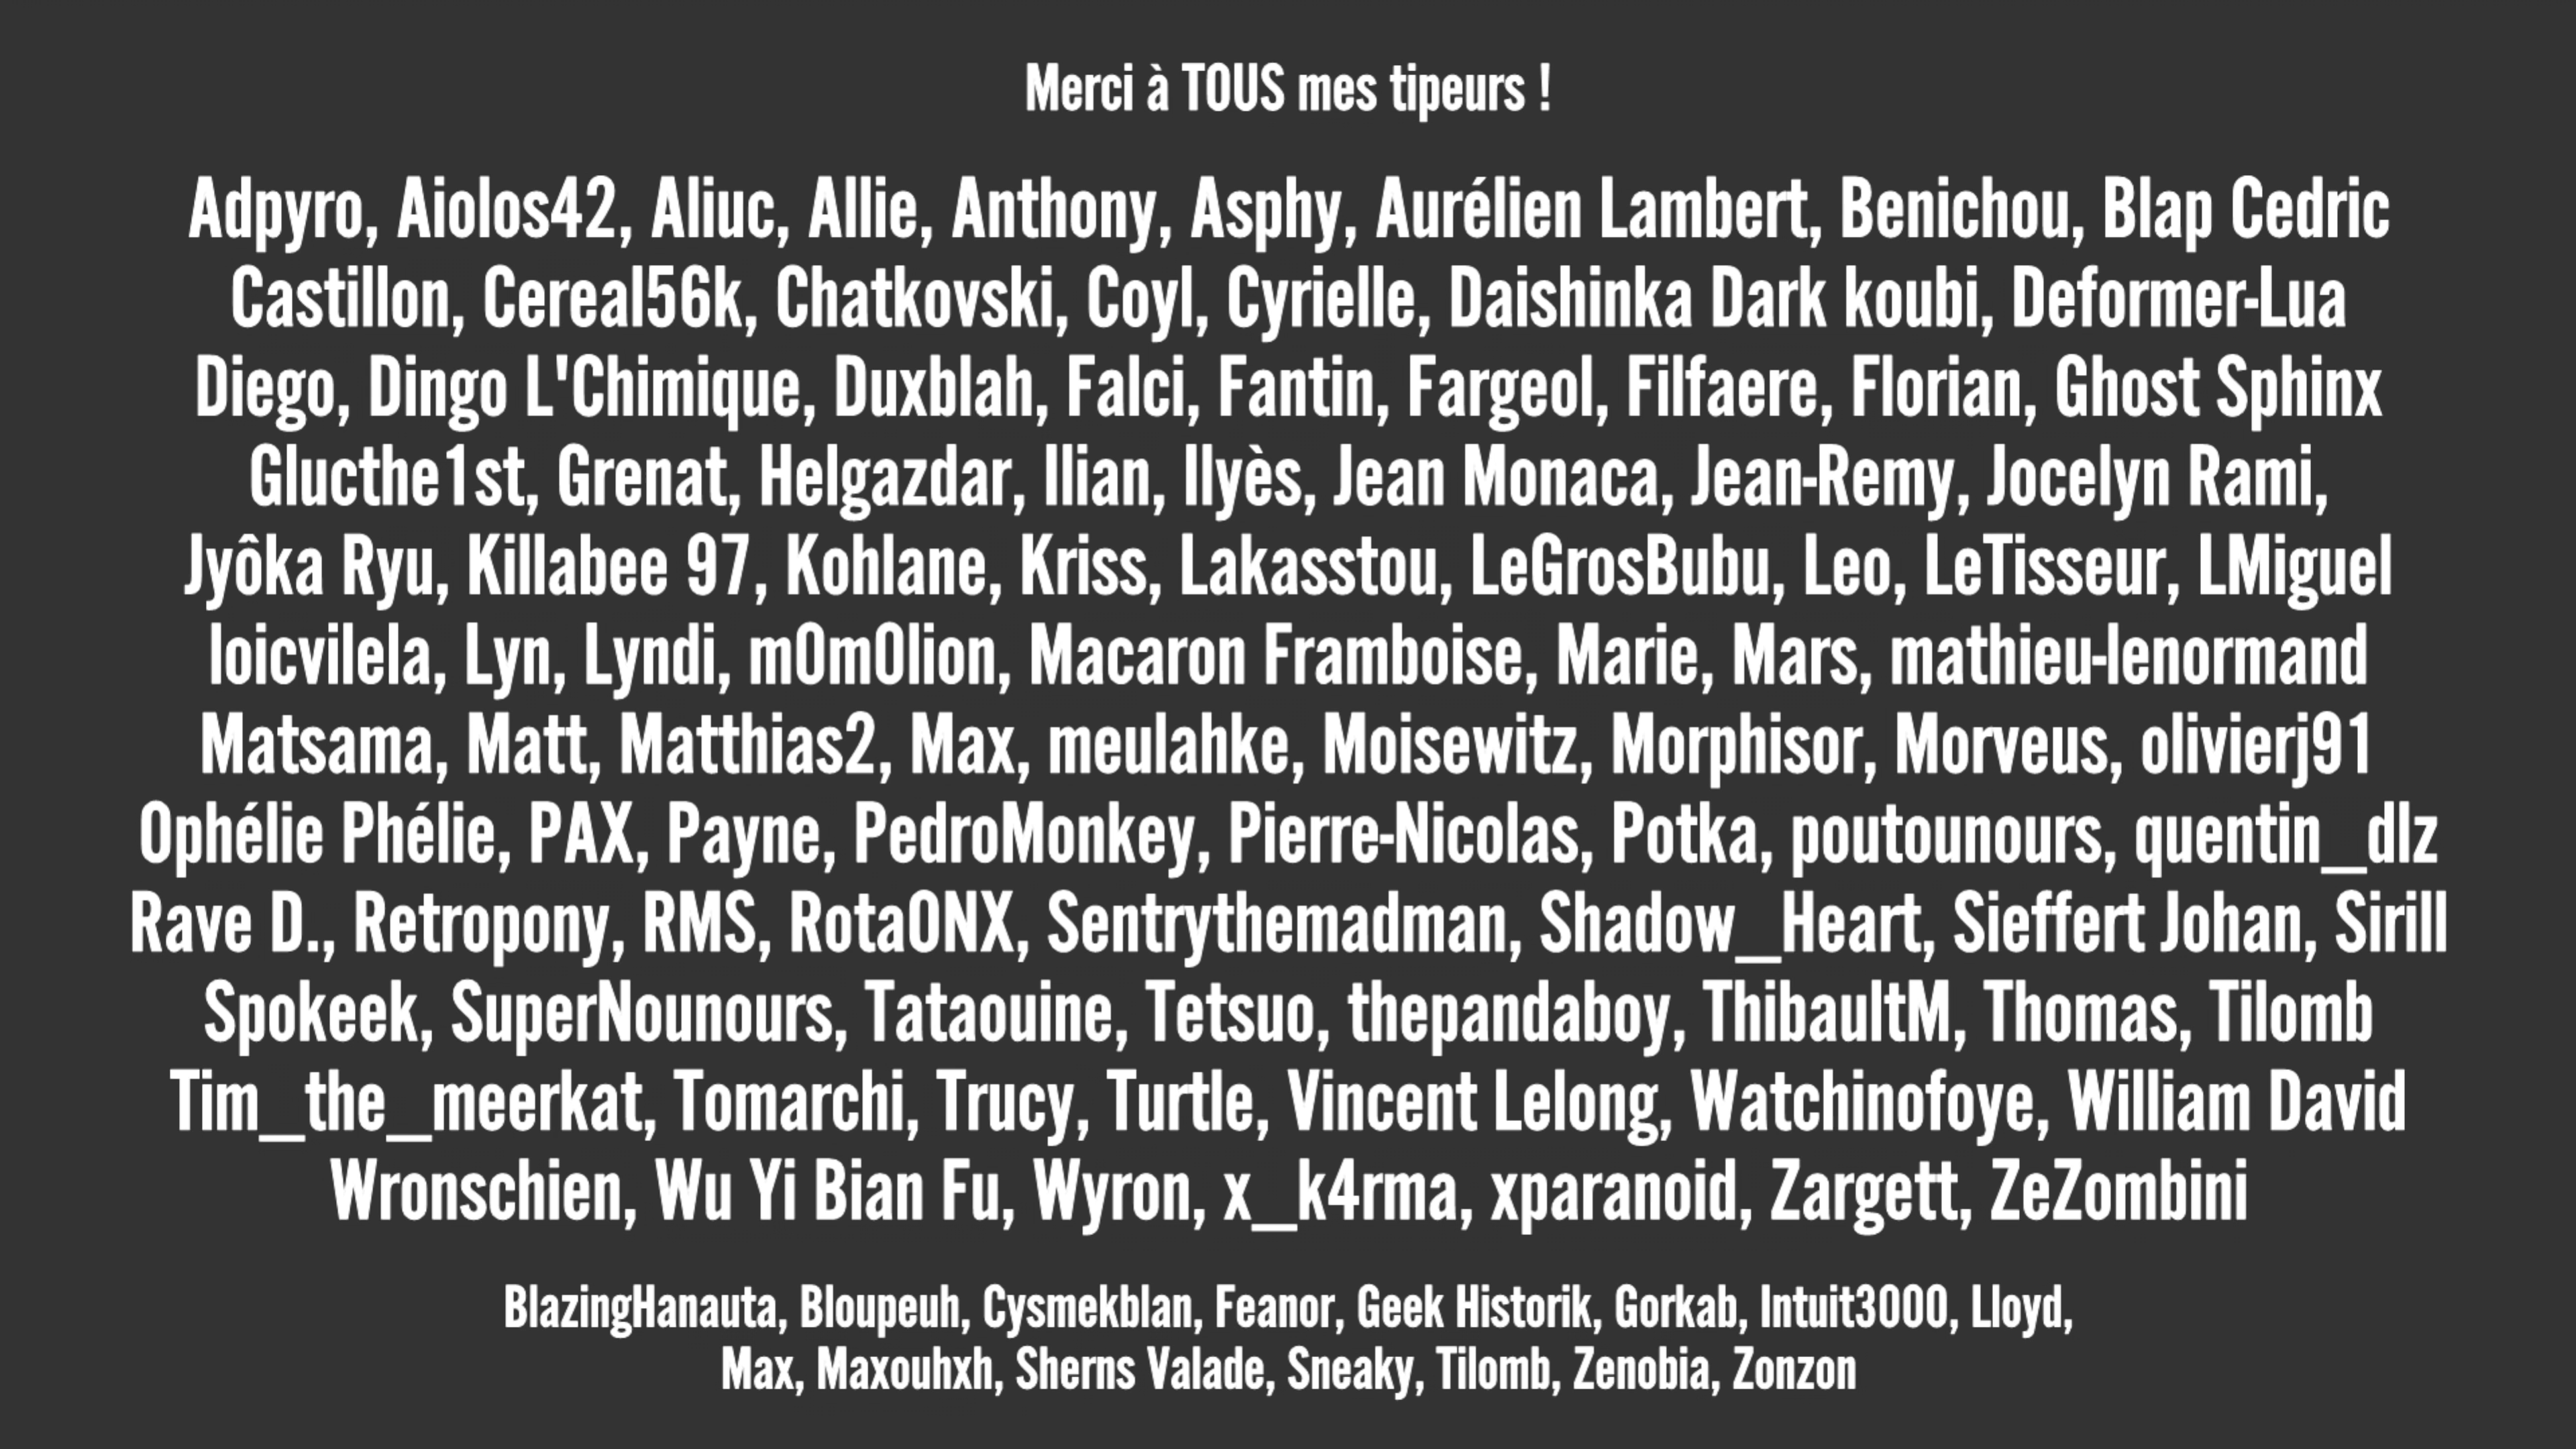 Merci à TOUS mes tipeurs !
Adpyro, Aiolos42, Aliuc, Allie, Anthony, Asphy, Aurélien Lambert, Benichou, Blap Cedric
Castillon, Cereal56k, Chatkovski, Coyl, Cyrielle, Daishinka Dark koubi, Deformer-Lua
Diego, Dingo L'Chimique, Duxblah, Falci, Fantin, Fargeol, Filfaere, Florian, Ghost Sphinx
Glucthe1st, Grenat, Helgazdar, Ilian, Ilyès, Jean Monaca, Jean-Remy, Jocelyn Rami,
Jyôka Ryu, Killabee 97, Kohlane, Kriss, Lakasstou, LeGrosBubu, Leo, LeTisseur, LMiguel
loicvilela, Lyn, Lyndi, m0m0lion, Macaron Framboise, Marie, Mars, mathieu-lenormand
Matsama, Matt, Matthias2, Max, meulahke, Moisewitz, Morphisor, Morveus, olivierj91
Ophélie Phélie, PAX, Payne, PedroMonkey, Pierre-Nicolas, Potka, poutounours, quentin_dlz
Rave D., Retropony, RMS, RotaONX, Sentrythemadman, Shadow_Heart, Sieffert Johan, Sirill
Spokeek, SuperNounours, Tataouine, Tetsuo, thepandaboy, ThibaultM, Thomas, Tilomb
Tim_the_meerkat, Tomarchi, Trucy, Turtle, Vincent Lelong, Watchinofoye, William David
Wronschien, Wu Yi Bian Fu, Wyron, x_k4rma, xparanoid, Zargett, ZeZombini
BlazingHanauta, Bloupeuh, Cysmekblan, Feanor, Geek Historik, Gorkab, Intuit3000, Lloyd,
Max, Maxouhxh, Sherns Valade, Sneaky, Tilomb, Zenobia, Zonzon